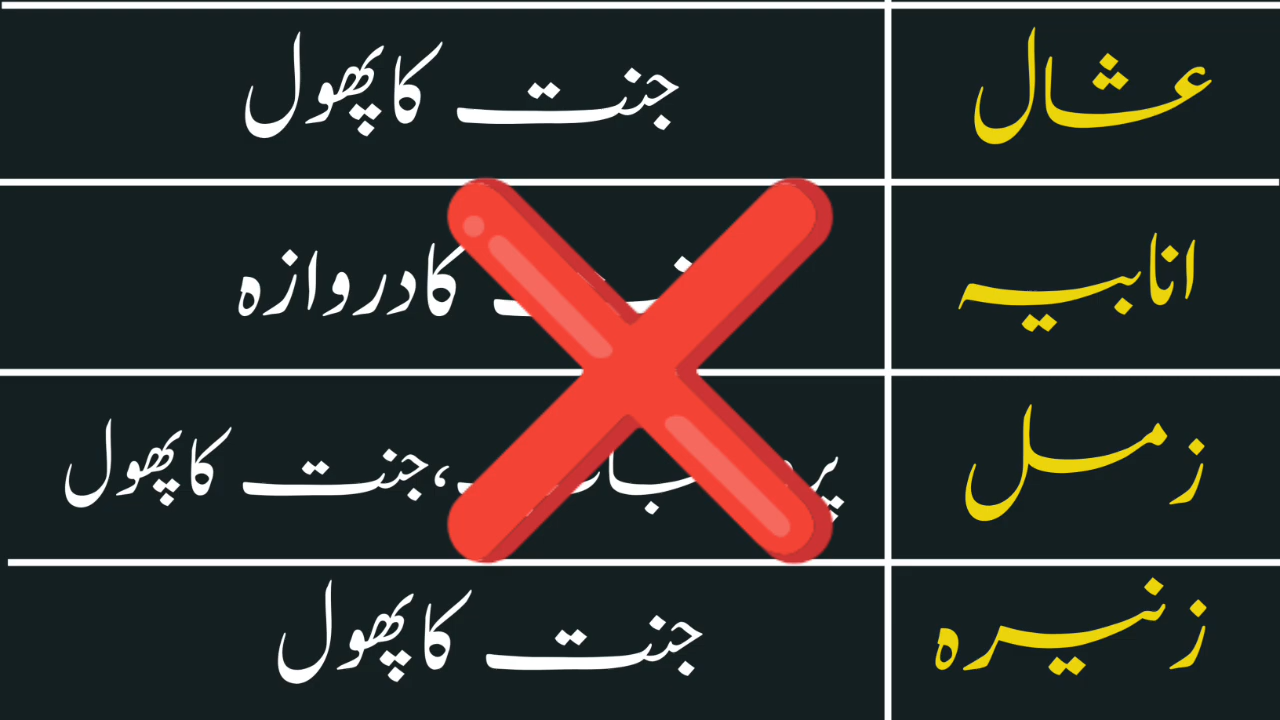 عشال جنت کا پھول
انابیہ کا دروازہ
زمل جنت کا پھول
زنیرہ جنت کا پھول